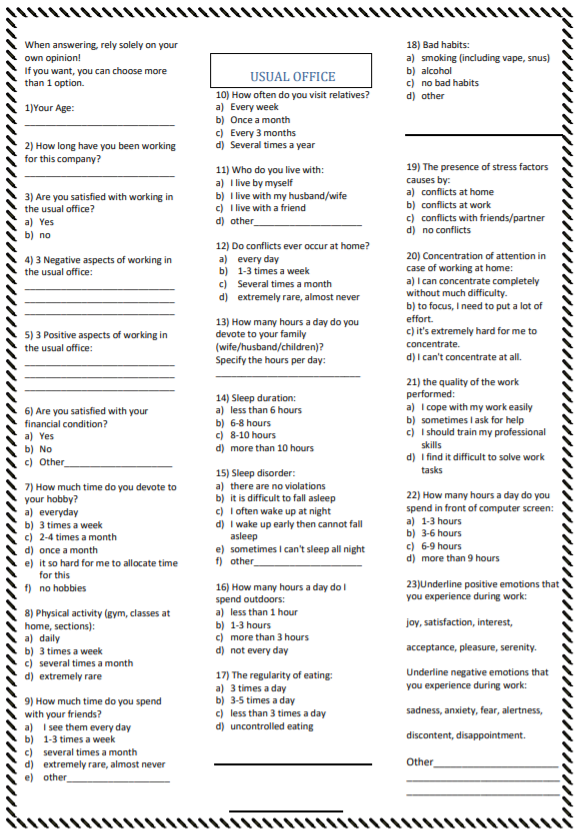 When answering, rely solely on your
own opinion!
If you want, you can choose more
than 1 option.
1)Your Age:
2) How long have you been working
for this company?
3) Are you satisfied with working in
the usual office?
a) Yes
b) no
4) 3 Negative aspects of working in
the usual office:
5) 3 Positive aspects of working in
the usual office:
6) Are you satisfied with your
financial condition?
a) Yes
b) No
c) Other____________________
7) How much time do you devote to
your hobby?
a) everyday
b) 3 times a week
c) 2-4 times a month
d) once a month
e) it so hard for me to allocate time
for this
f) no hobbies
8) Physical activity (gym, classes at
home, sections):
a) daily
b) 3 times a week
c) several times a month
d) extremely rare
9) How much time do you spend
with your friends?
a) I see them every day
b) 1-3 times a week
c) several times a month
d) extremely rare, almost never
e) other___________________
USUAL OFFICE
10) How often do you visit relatives?
a) Every week
b) Once a month
c) Every 3 months
d) Several times a year
11) Who do you live with:
a) I live by myself
b) I live with my husband/wife
c) I live with a friend
d) other____________________
12) Do conflicts ever occur at home?
a) every day
b) 1-3 times a week
c) Several times a month
d) extremely rare, almost never
13) How many hours a day do you
devote to your family
(wife/husband/children)?
Specify the hours per day:
14) Sleep duration:
a) less than 6 hours
b) 6-8 hours
c) 8-10 hours
d) more than 10 hours
15) Sleep disorder:
a) there are no violations
b) it is difficult to fall asleep
c) I often wake up at night
d) I wake up early then cannot fall
asleep
e) sometimes I can't sleep all night
f) other____________________
16) How many hours a day do I
spend outdoors:
a) less than 1 hour
b) 1-3 hours
c) more than 3 hours
d) not every day
17) The regularity of eating:
a) 3 times a day
b) 3-5 times a day
c) less than 3 times a day
d) uncontrolled eating
18) Bad habits:
a) smoking (including vape, snus)
b) alcohol
c) no bad habits
d) other
19) The presence of stress factors
causes by:
a) conflicts at home
b) conflicts at work
c) conflicts with friends/partner
d) no conflicts
20) Concentration of attention in
case of working at home:
a) I can concentrate completely
without much difficulty.
b) to focus, I need to put a lot of
effort.
c) it's extremely hard for me to
concentrate.
d) I can't concentrate at all.
21) the quality of the work
performed:
a) I cope with my work easily
b) sometimes I ask for help
c) I should train my professional
skills
d) I find it difficult to solve work
tasks
22) How many hours a day do you
spend in front of computer screen:
a) 1-3 hours
b) 3-6 hours
c) 6-9 hours
d) more than 9 hours
23)Underline positive emotions that
you experience during work:
joy, satisfaction, interest,
acceptance, pleasure, serenity.
Underline negative emotions that
you experience during work:
sadness, anxiety, fear, alertness,
discontent, disappointment.
Other_______________________